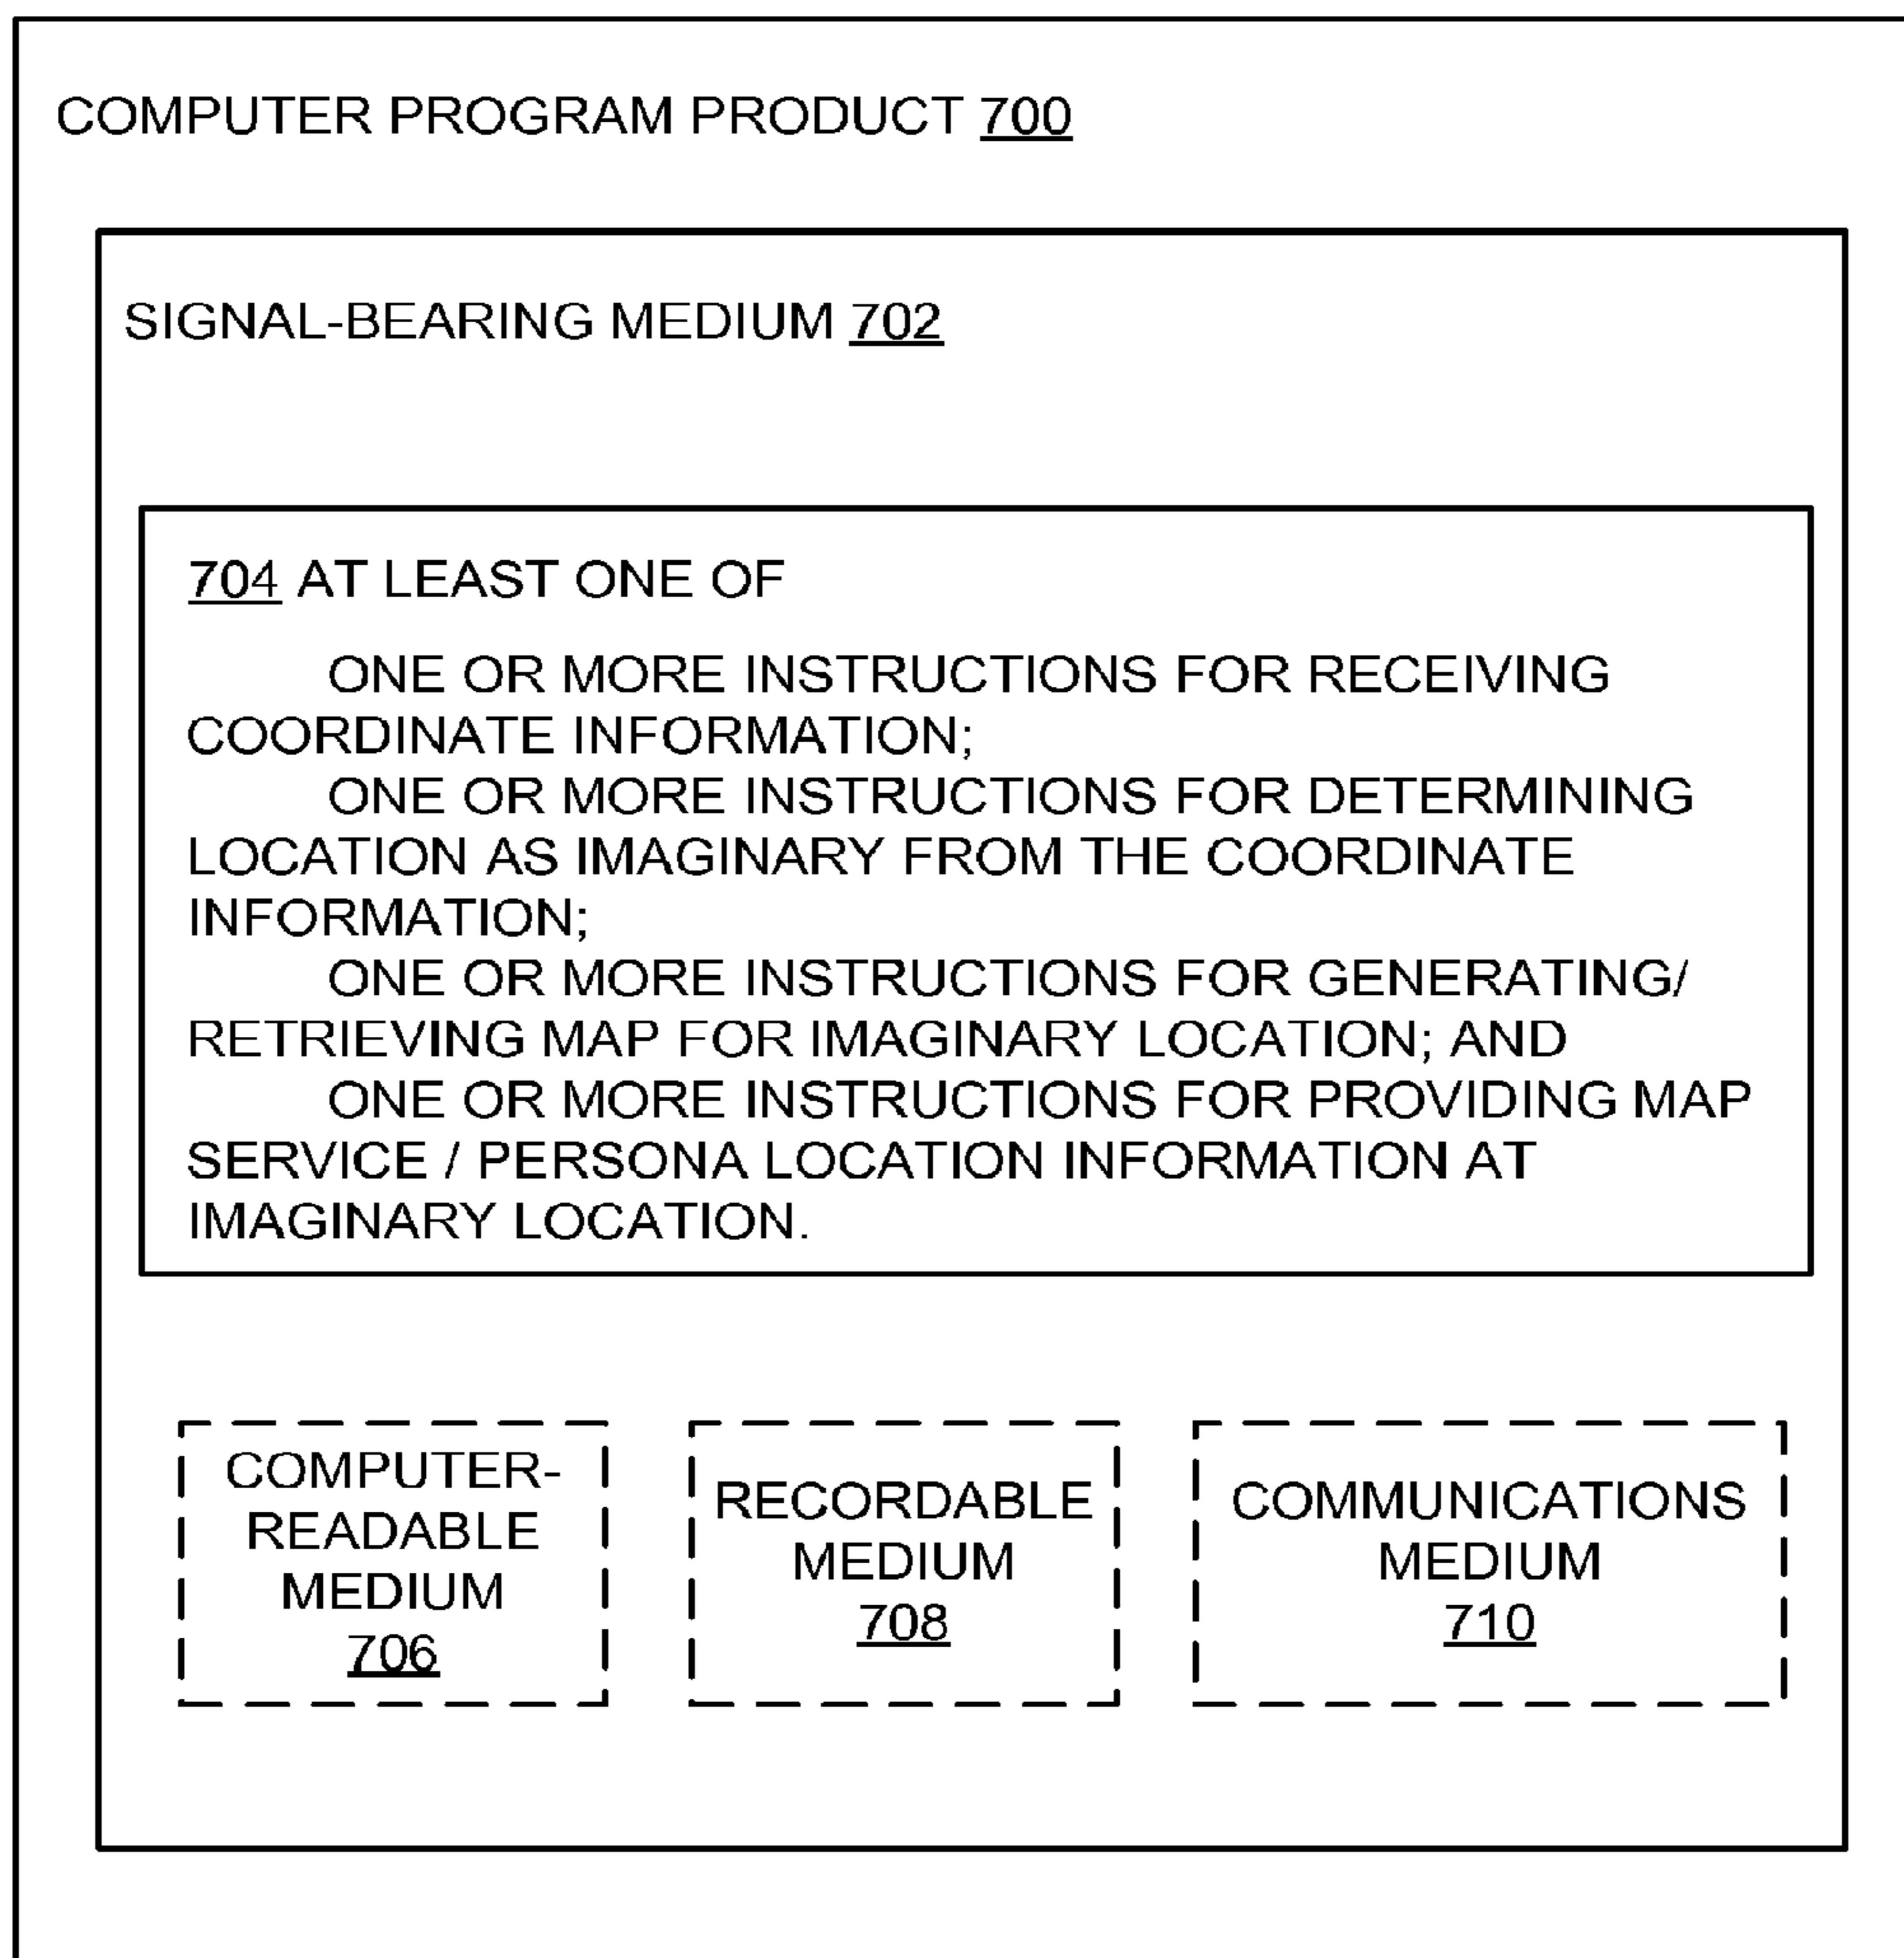 COMPUTER PROGRAM PRODUCT 700
SIGNAL-BEARING MEDIUM 702
704 AT LEAST ONE OF
ONE OR MORE INSTRUCTIONS FOR RECEIVING
COORDINATE INFORMATION;
ONE OR MORE INSTRUCTIONS FOR DETERMINING
LOCATION AS IMAGINARY FROM THE COORDINATE
INFORMATION;
ONE OR MORE INSTRUCTIONS FOR GENERATING/
RETRIEVING MAP FOR IMAGINARY LOCATION; AND
ONE OR MORE INSTRUCTIONS FOR PROVIDING MAP
SERVICE / PERSONA LOCATION INFORMATION AT
IMAGINARY LOCATION.
COMPUTER-
READABLE
MEDIUM
706
RECORDABLE
MEDIUM
708
COMMUNICATIONS
MEDIUM
710